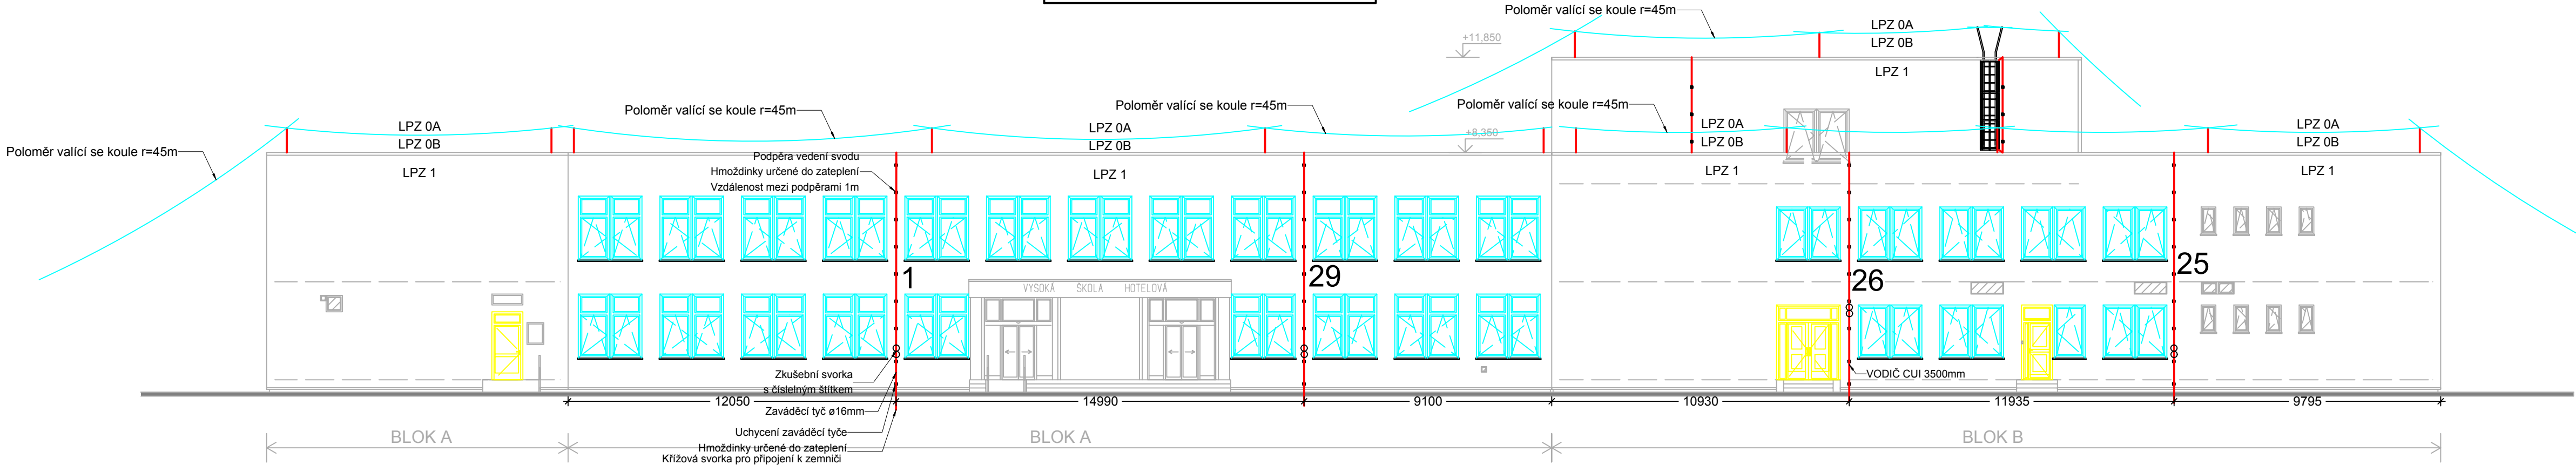 Poloměr valící se koule r=45m
LPZ 0A
LPZ 0B
+11,850
LPZ 1
Poloměr valící se koule r=45m
Poloměr valící se koule r=45m
Poloměr valící se koule r=45m
Poloměr valící se koule r=45m
LPZ 0A
LPZ 0B
LPZ 1
LPZ 0A
LPZ 0B
LPZ 1
+8,350
LPZ 0A
LPZ 0B
LPZ 1
LPZ 0A
LPZ 0B
LPZ 1
Podpěra vedení svodu
Hmoždinky určené do zateplení
Vzdálenost mezi podpěrami 1m
1
29
26
25
VYSOKÁ ŠKOLA HOTELOVÁ
Zkušební svorka
s číselným štítkem
VODIČ CUI 3500mm
Zaváděcí tyč ø16mm
Uchycení zaváděcí tyče
Hmoždinky určené do zateplení
Křížová svorka pro připojení k zemniči
12050
14990
9100
10930
11935
9795
BLOK A
BLOK A
BLOK B